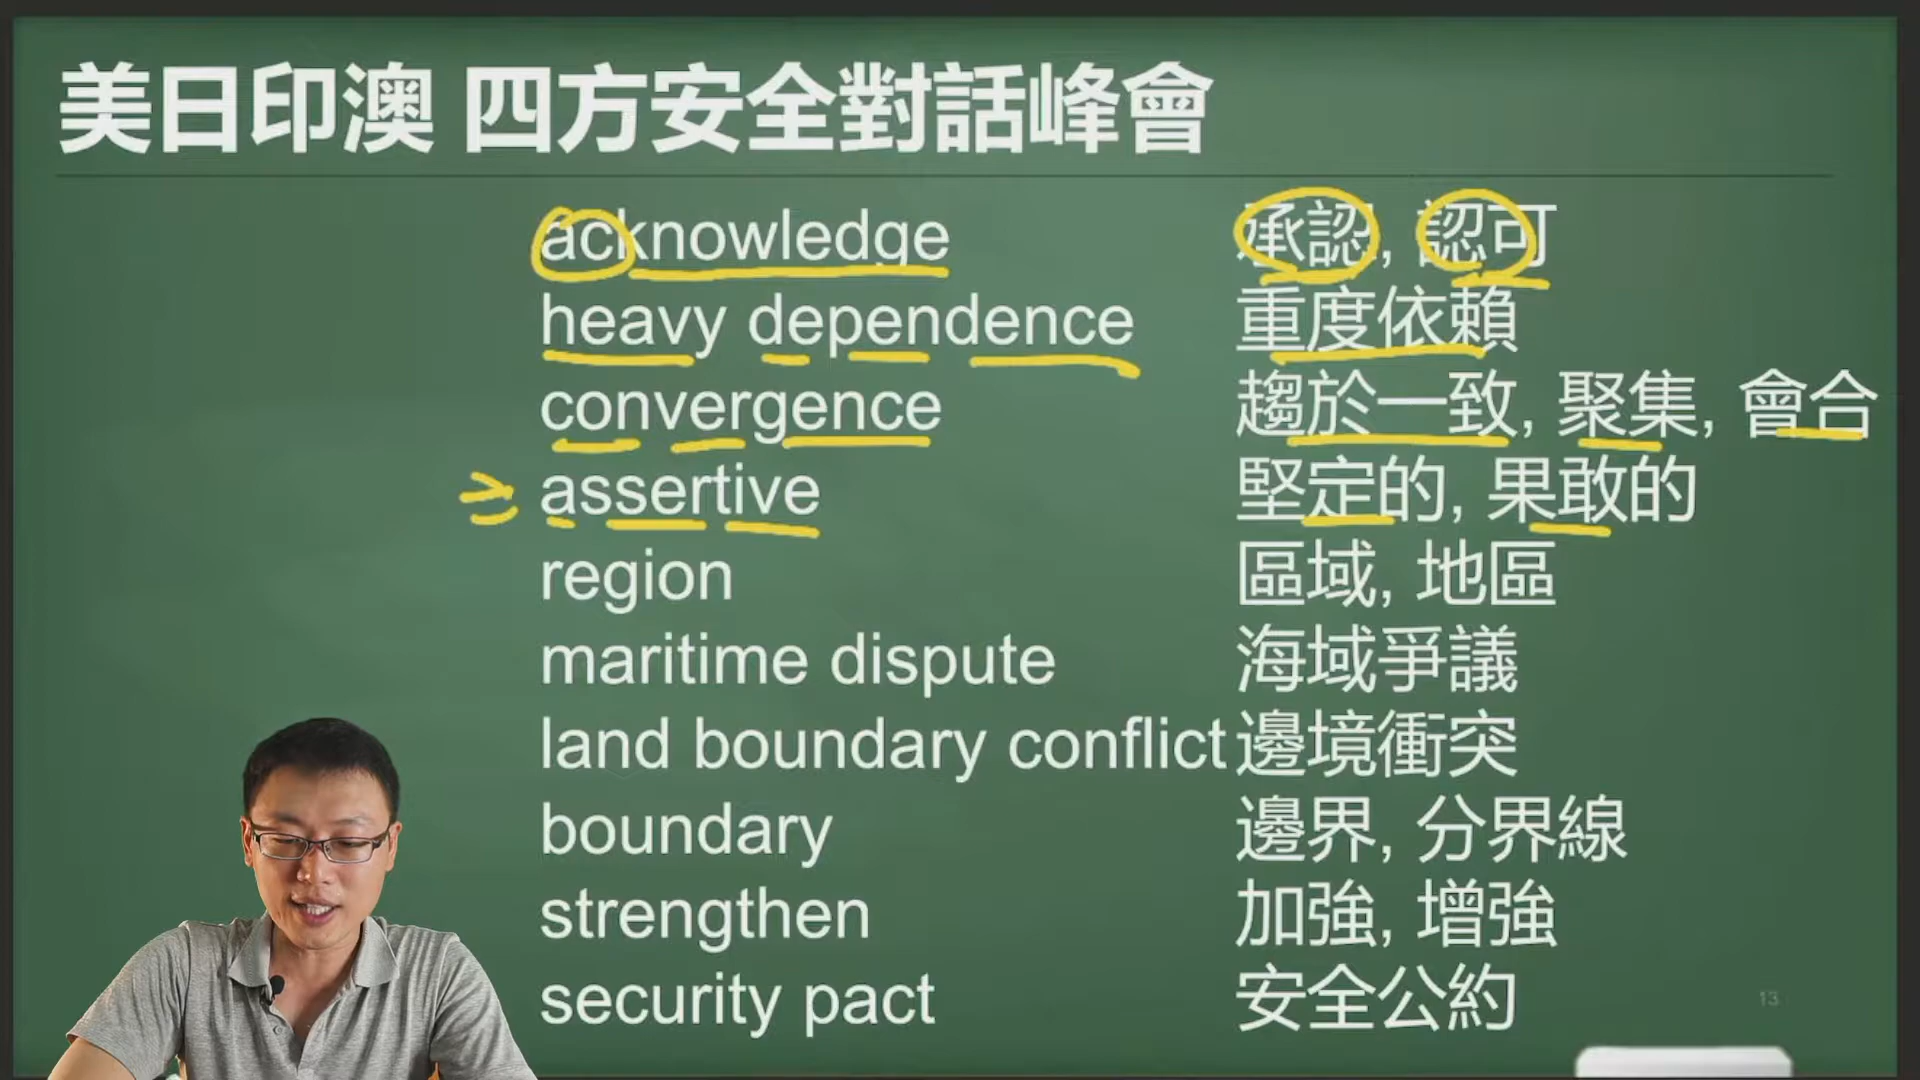 美日印澳 四方安全對話峰會
acknowledge 承認, 認可
heavy dependence 重度依賴
convergence 趨於一致, 聚集, 會合
assertive 堅定的, 果敢的
region 區域, 地區
maritime dispute 海域爭議
land boundary conflict 邊境衝突
boundary 邊界, 分界線
strengthen 加強, 增強
security pact 安全公約
13